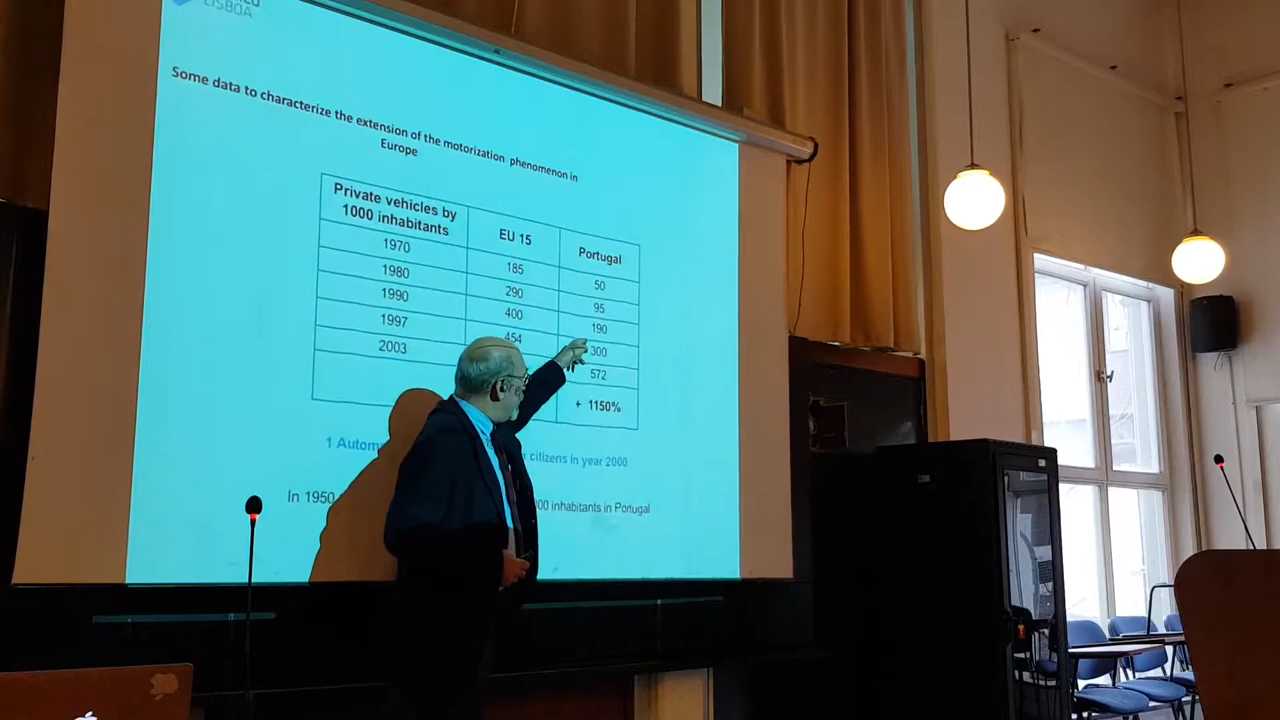 LISBOA
Some data to characterize the extension of the motorization phenomenon in
Europe
Private vehicles by
1000 inhabitants
EU 15
Portugal
1970
185
50
1980
290
95
1990
400
190
1997
454
300
2003
572
+ 1150%
1
citizens in year 2000
In 1950
inhabitants in Portugal